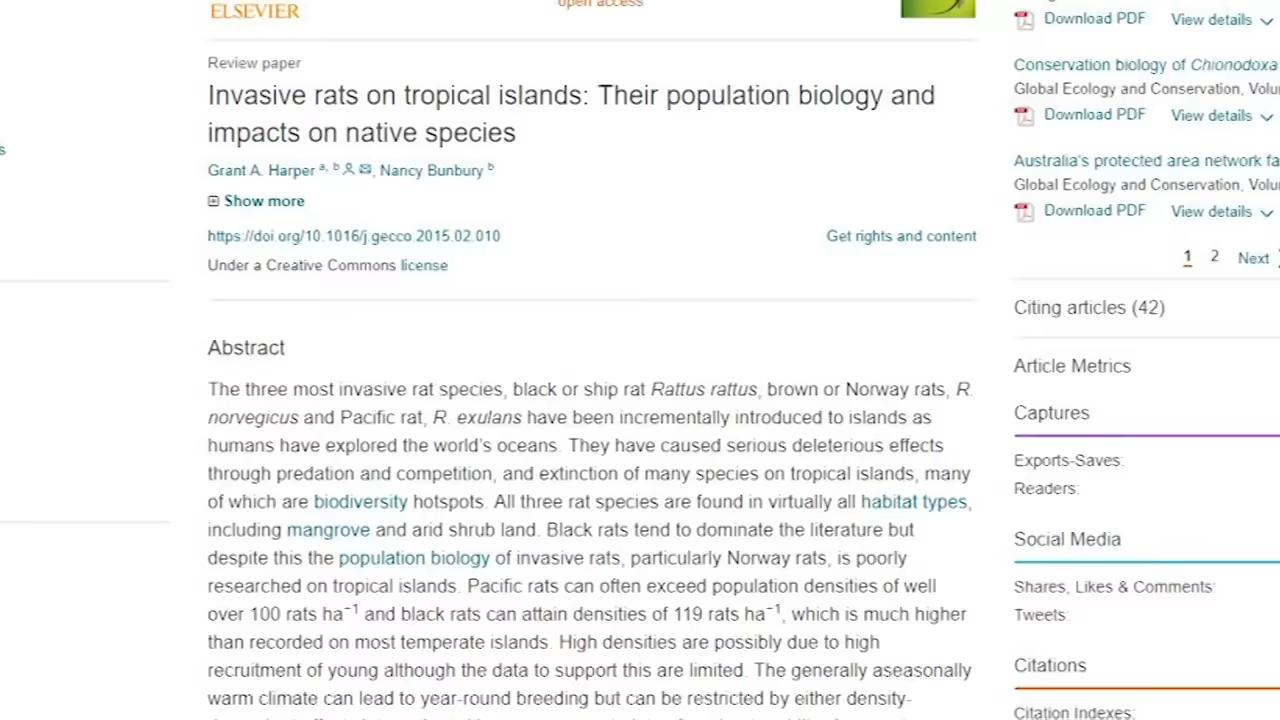 ELSEVIER
open access
Review paper
Invasive rats on tropical islands: Their population biology and
impacts on native species
Grant A. Harper a, b, Nancy Bunbury b
Show more
https://doi.org/10.1016/j.gecco.2015.02.010
Get rights and content
Under a Creative Commons license
Abstract
The three most invasive rat species, black or ship rat Rattus rattus, brown or Norway rats, R.
norvegicus and Pacific rat, R. exulans have been incrementally introduced to islands as
humans have explored the world's oceans. They have caused serious deleterious effects
through predation and competition, and extinction of many species on tropical islands, many
of which are biodiversity hotspots. All three rat species are found in virtually all habitat types,
including mangrove and arid shrub land. Black rats tend to dominate the literature but
despite this the population biology of invasive rats, particularly Norway rats, is poorly
researched on tropical islands. Pacific rats can often exceed population densities of well
over 100 rats ha−1 and black rats can attain densities of 119 rats ha−1, which is much higher
than recorded on most temperate islands. High densities are possibly due to high
recruitment of young although the data to support this are limited. The generally aseasonally
warm climate can lead to year-round breeding but can be restricted by either density-
Download PDF View details
Conservation biology of Chionodoxa
Global Ecology and Conservation, Volu
Download PDF View details
Australia's protected area network fa
Global Ecology and Conservation, Volu
Download PDF View details
1 2 Next
Citing articles (42)
Article Metrics
Captures
Exports-Saves:
Readers:
Social Media
Shares, Likes & Comments:
Tweets:
Citations
Citation Indexes: